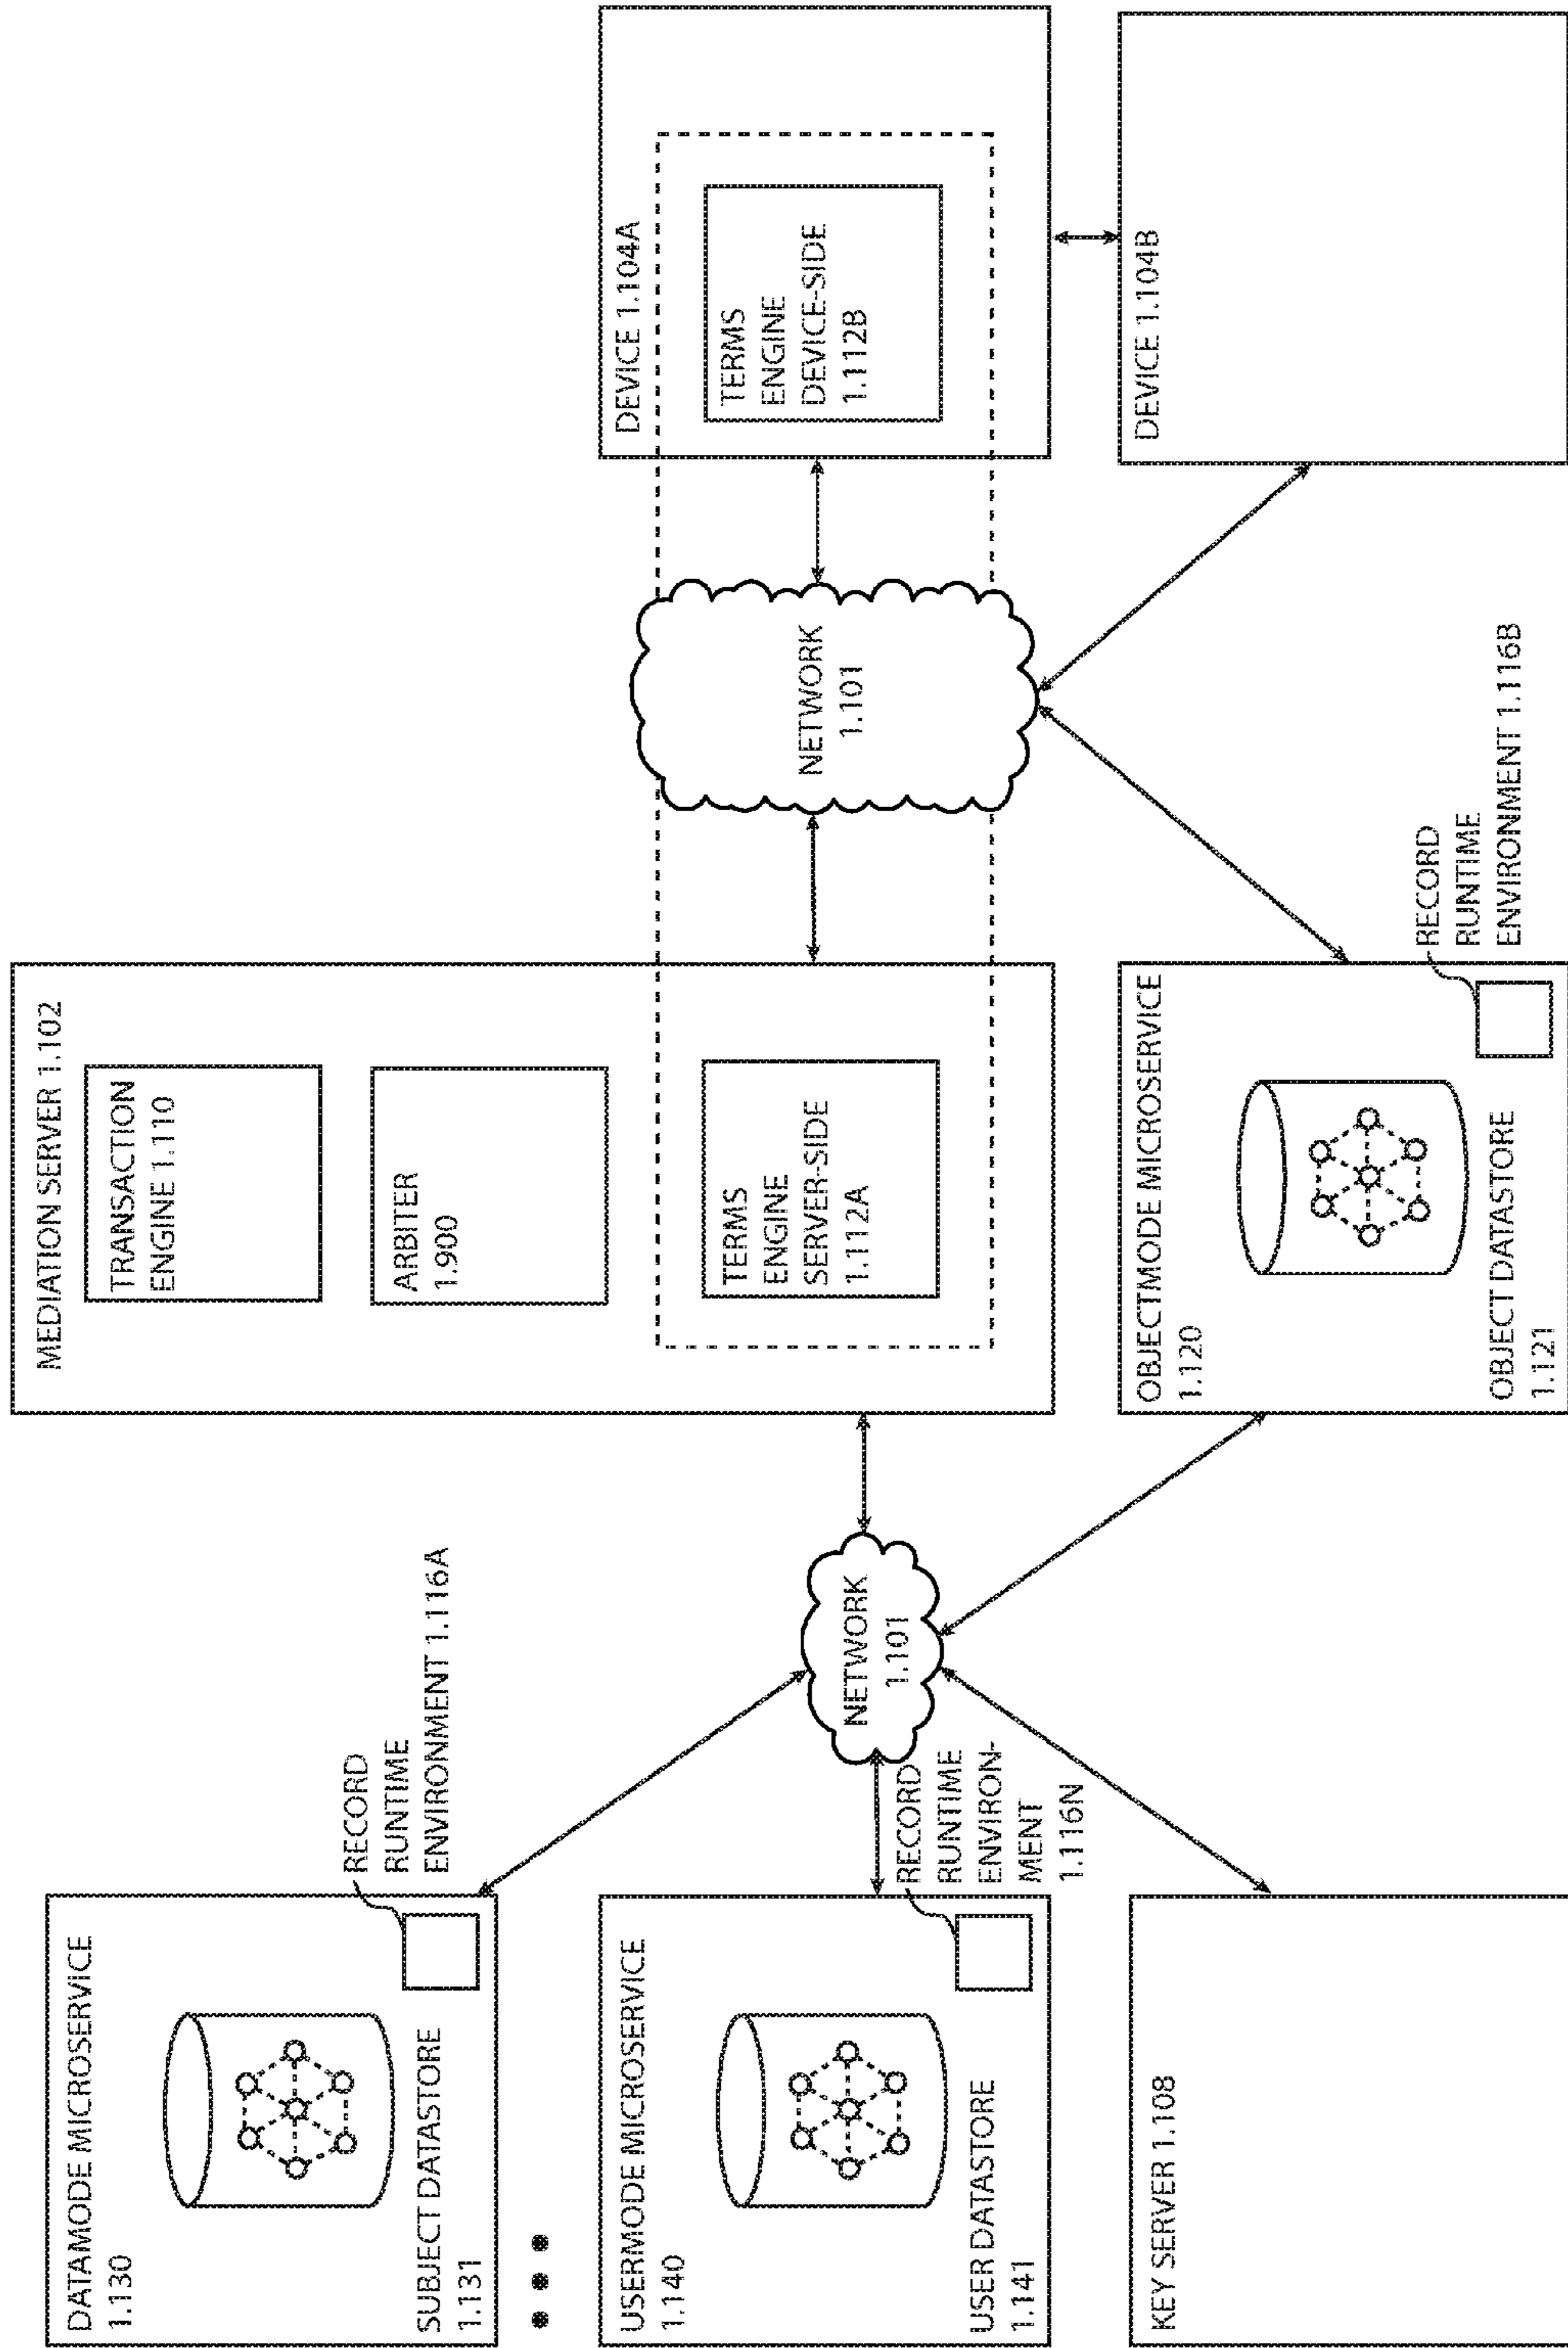 DATAMODE MICROSERVICE
1.130
SUBJECT DATASTORE
1.131
RECORD
RUNTIME
ENVIRONMENT 1.116A
USERMODE MICROSERVICE
1.140
USER DATASTORE
1.141
RECORD
RUNTIME
ENVIRON-
MENT
1.116N
KEY SERVER 1.108
NETWORK
1.101
MEDIATION SERVER 1.102
TRANSACTION
ENGINE 1.110
ARBITER
1.900
TERMS
ENGINE
SERVER-SIDE
1.112A
OBJECTMODE MICROSERVICE
1.120
OBJECT DATASTORE
1.121
RECORD
RUNTIME
ENVIRONMENT 1.116B
NETWORK
1.101
DEVICE 1.104A
TERMS
ENGINE
DEVICE-SIDE
1.112B
DEVICE 1.104B